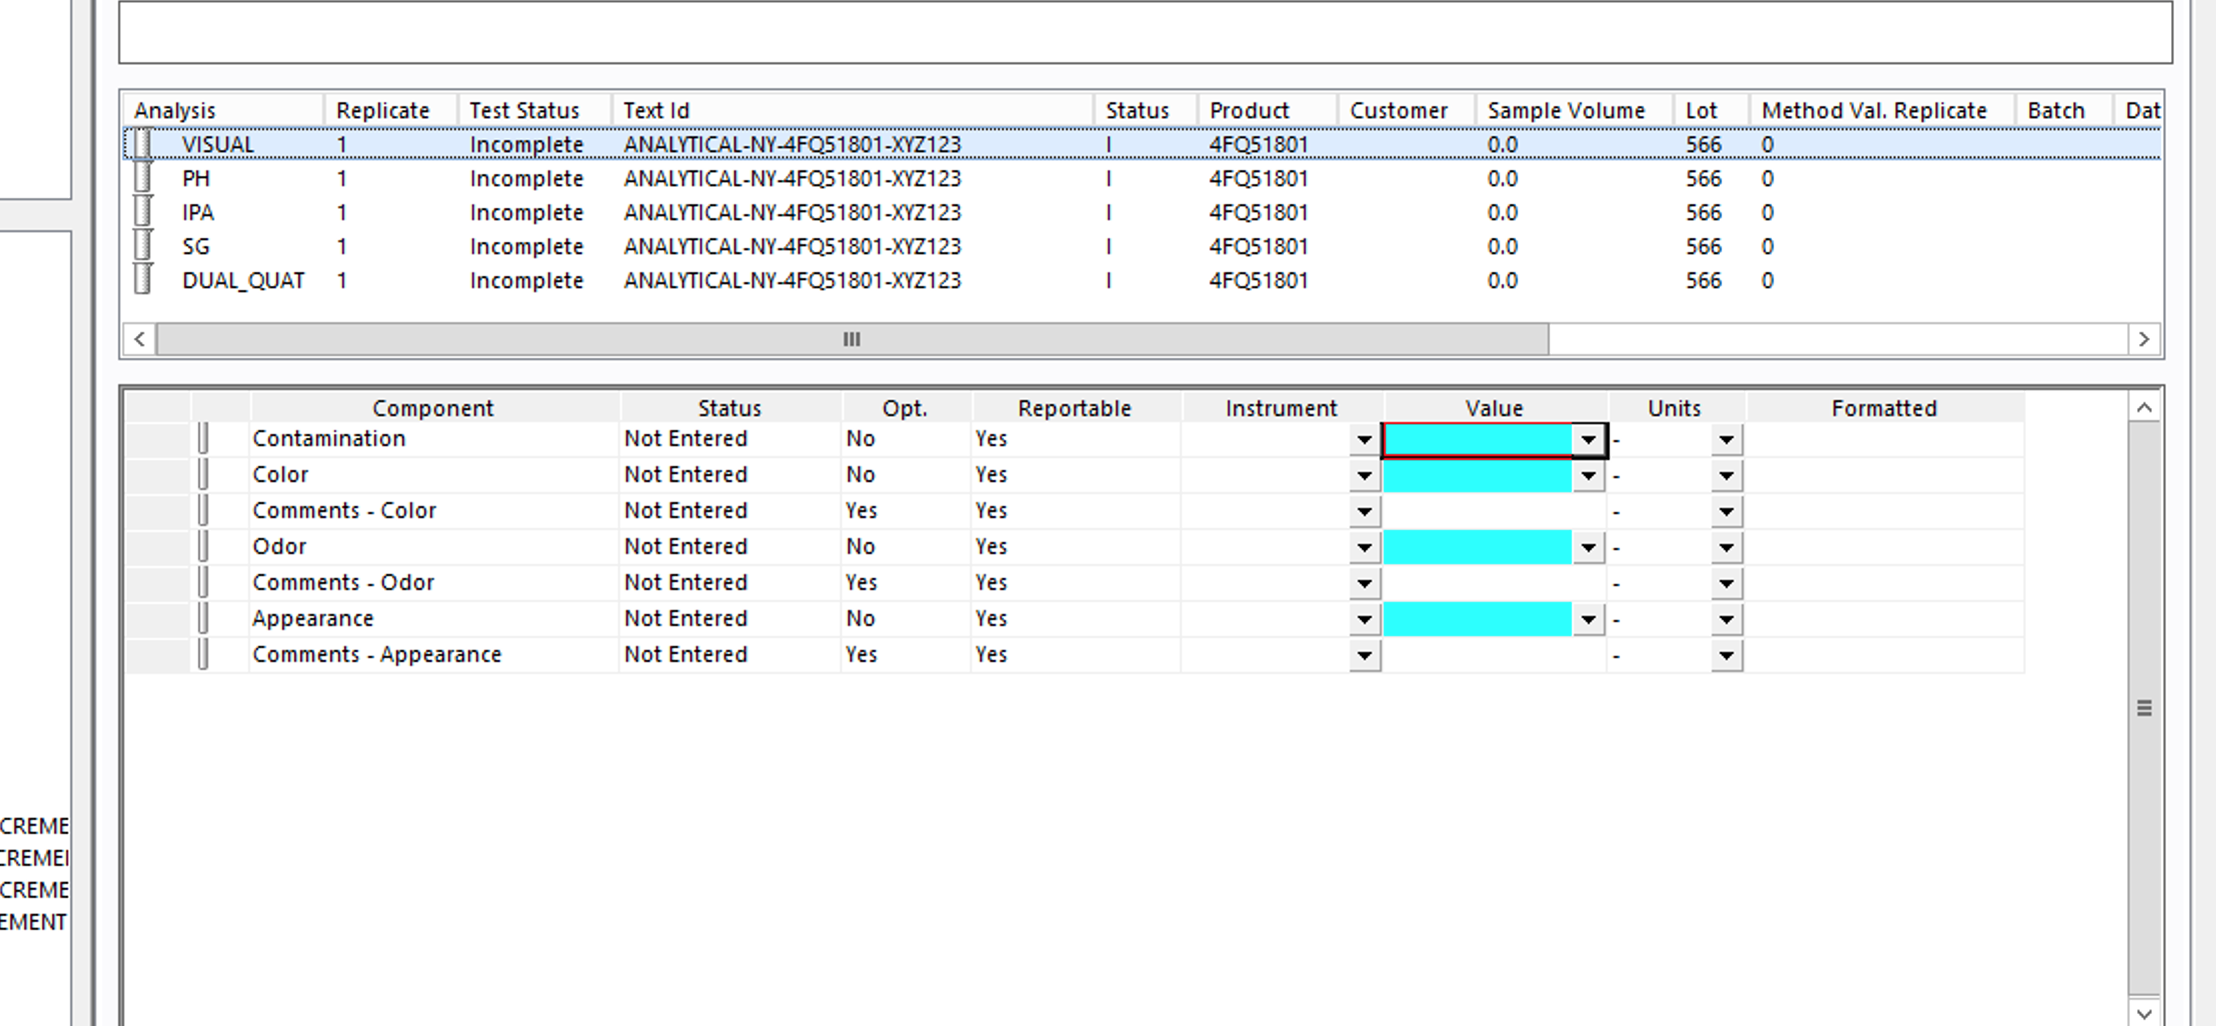 Analysis Replicate Test Status Text Id Status Product Customer Sample Volume Lot Method Val. Replicate Batch Dat
VISUAL 1 Incomplete ANALYTICAL-NY-4FQ51801-XYZ123 I 4FQ51801 0.0 566 0
PH 1 Incomplete ANALYTICAL-NY-4FQ51801-XYZ123 I 4FQ51801 0.0 566 0
IPA 1 Incomplete ANALYTICAL-NY-4FQ51801-XYZ123 I 4FQ51801 0.0 566 0
SG 1 Incomplete ANALYTICAL-NY-4FQ51801-XYZ123 I 4FQ51801 0.0 566 0
DUAL_QUAT 1 Incomplete ANALYTICAL-NY-4FQ51801-XYZ123 I 4FQ51801 0.0 566 0
Component Status Opt. Reportable Instrument Value Units Formatted
Contamination Not Entered No Yes -
Color Not Entered No Yes -
Comments - Color Not Entered Yes Yes -
Odor Not Entered No Yes -
Comments - Odor Not Entered Yes Yes -
Appearance Not Entered No Yes -
Comments - Appearance Not Entered Yes Yes -
CREME
CREMEI
CREME
EMENT